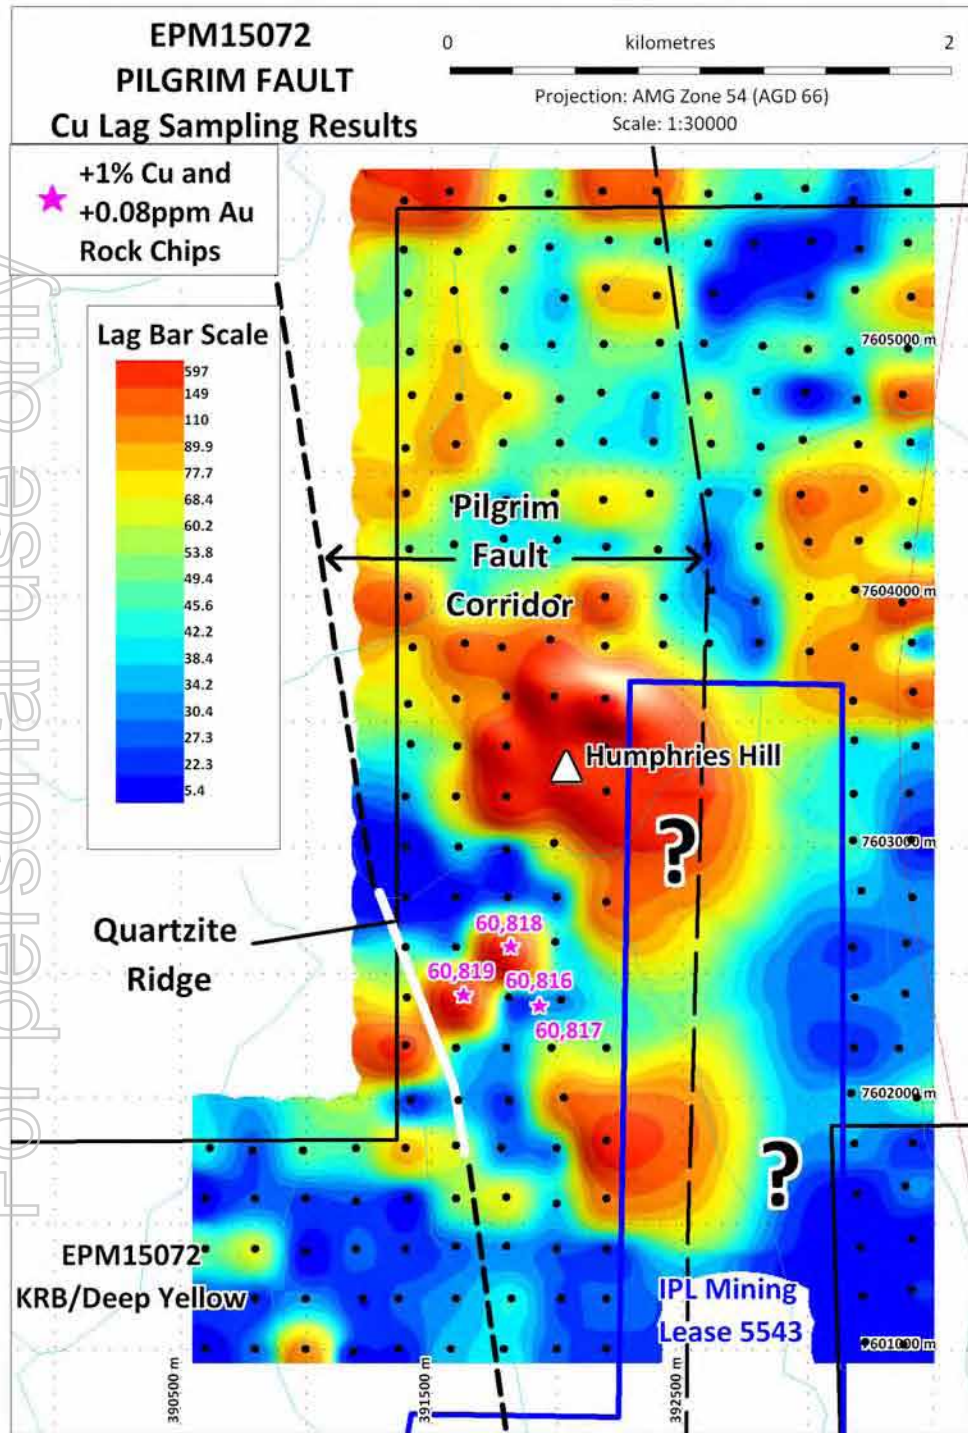 EPM15072
PILGRIM FAULT
Cu Lag Sampling Results
0 kilometres 2
Projection: AMG Zone 54 (AGD 66)
Scale: 1:30000
+1% Cu and
+0.08ppm Au
Rock Chips
For personal use only
Lag Bar Scale
597
149
110
89.9
77.7
68.4
60.2
53.8
49.4
45.6
42.2
38.4
34.2
30.4
27.3
22.3
5.4
7605000 m
Pilgrim
Fault
Corridor
7604000 m
Humphries Hill
?
7603000 m
Quartzite
Ridge
60,818
60,819
60,816
60,817
7602000 m
?
EPM15072
KRB/Deep Yellow
IPL Mining
Lease 5543
7601000 m
390500 m
391500 m
392500 m